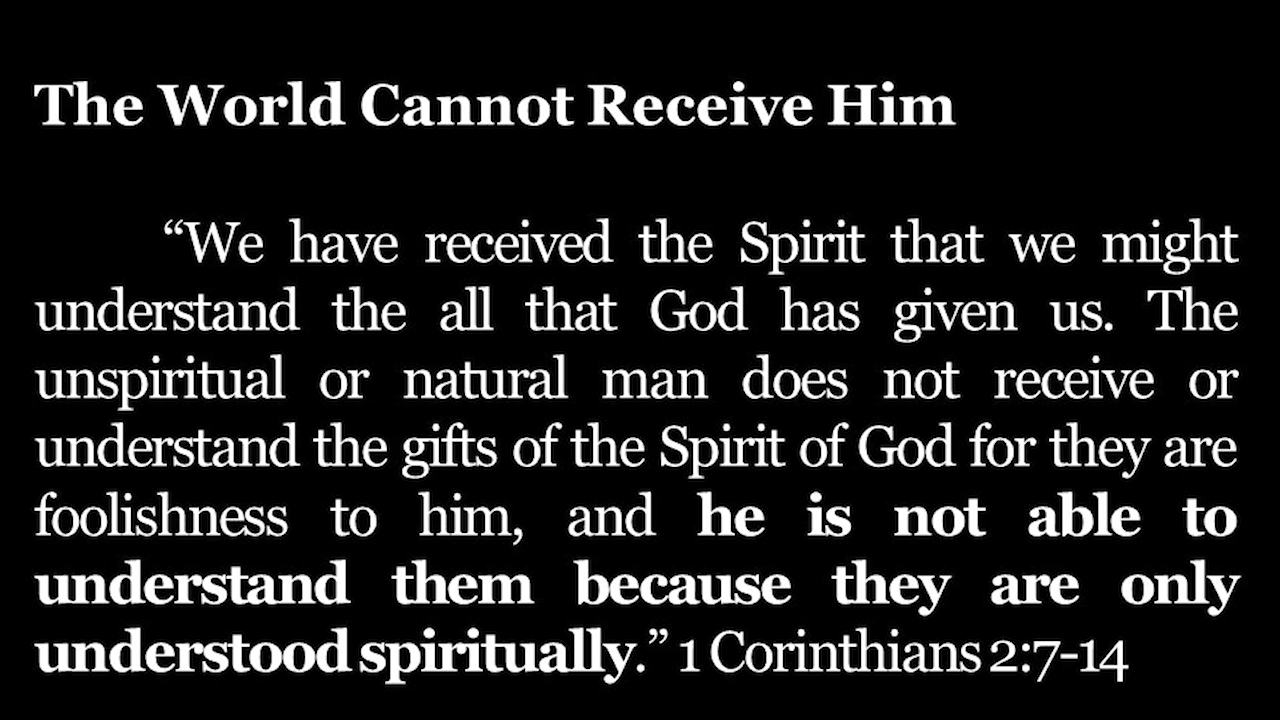 The World Cannot Receive Him
“We have received the Spirit that we might
understand the all that God has given us. The
unspiritual or natural man does not receive or
understand the gifts of the Spirit of God for they are
foolishness to him, and he is not able to
understand them because they are only
understood spiritually.” 1 Corinthians 2:7-14